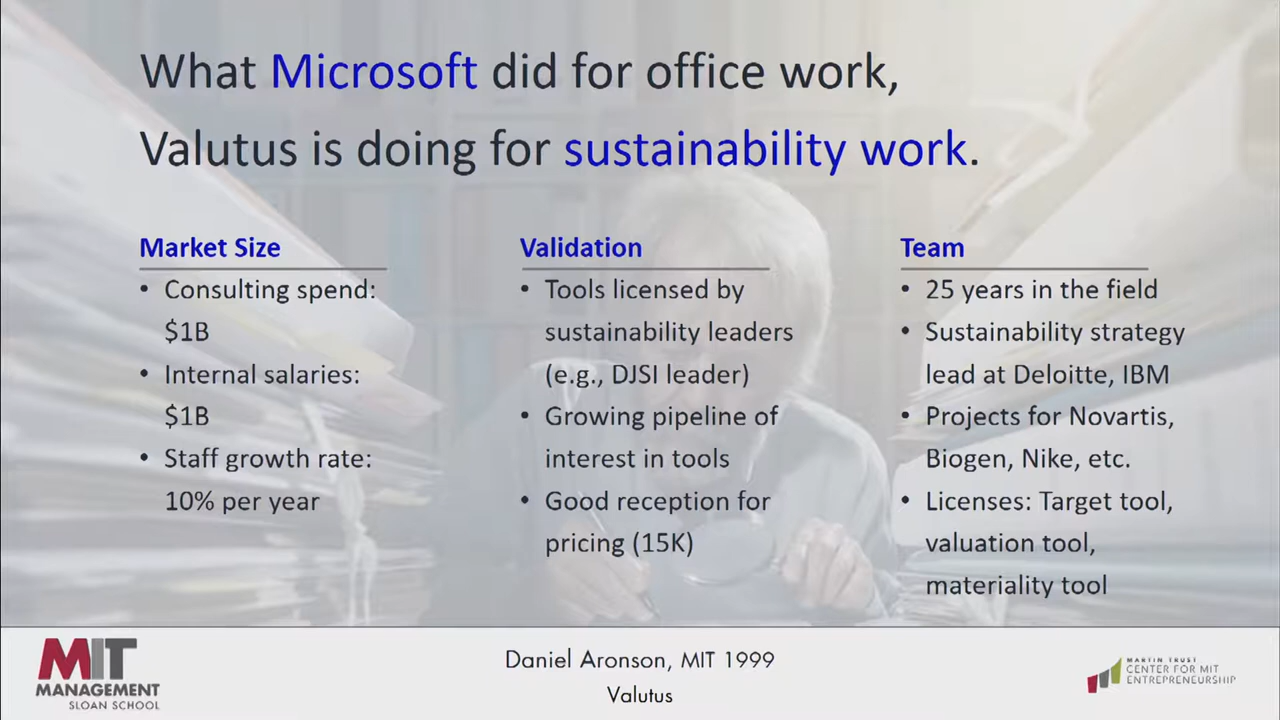 What Microsoft did for office work,
Valutus is doing for sustainability work.
Market Size
• Consulting spend:
$1B
• Internal salaries:
$1B
• Staff growth rate:
10% per year
Validation
• Tools licensed by
sustainability leaders
(e.g., DJSI leader)
• Growing pipeline of
interest in tools
• Good reception for
pricing (15K)
Team
• 25 years in the field
• Sustainability strategy
lead at Deloitte, IBM
• Projects for Novartis,
Biogen, Nike, etc.
• Licenses: Target tool,
valuation tool,
materiality tool
MIT
MANAGEMENT
SLOAN SCHOOL
Daniel Aronson, MIT 1999
Valutus
MARTIN TRUST
CENTER FOR MIT
ENTREPRENEURSHIP